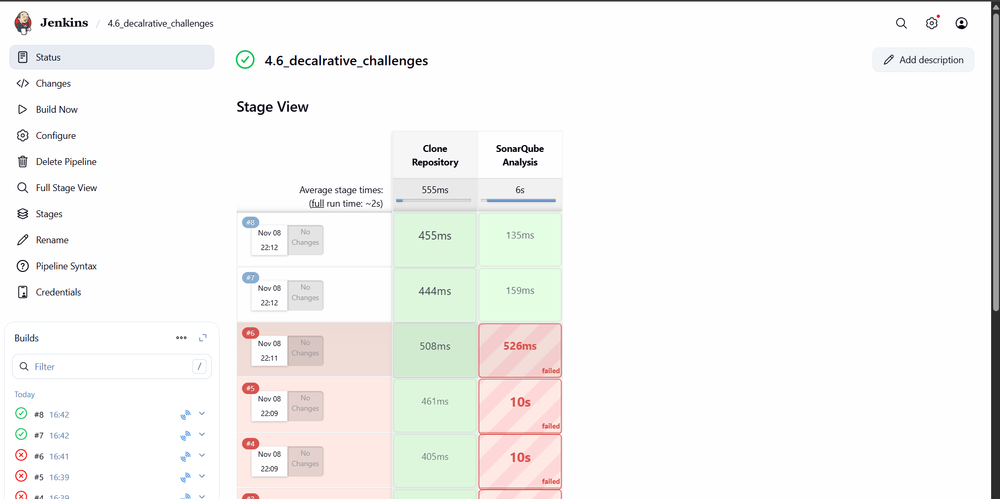 Jenkins / 4.6_decalrative_challenges
Status
Changes
Build Now
Configure
Delete Pipeline
Full Stage View
Stages
Rename
Pipeline Syntax
Credentials
Builds
Filter /
Today
#8 16:42
#7 16:42
#6 16:41
#5 16:39
#4 16:39
4.6_decalrative_challenges
Add description
Stage View
Clone
Repository
SonarQube
Analysis
Average stage times:
(full run time: ~2s)
555ms
6s
#8
Nov 08
22:12
No
Changes
455ms
135ms
#7
Nov 08
22:12
No
Changes
444ms
159ms
#6
Nov 08
22:11
No
Changes
508ms
526ms
failed
#5
Nov 08
22:09
No
Changes
461ms
10s
failed
#4
Nov 08
22:09
No
Changes
405ms
10s
failed
#3